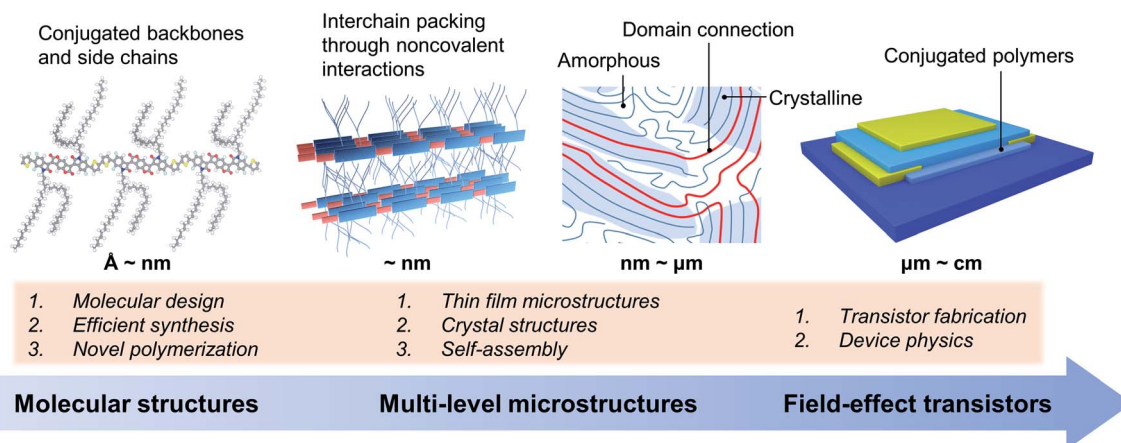 Conjugated backbones
and side chains
Interchain packing
through noncovalent
interactions
Domain connection
Amorphous
Crystalline
Conjugated polymers
Å ~ nm
~ nm
nm ~ μm
μm ~ cm
1. Molecular design
2. Efficient synthesis
3. Novel polymerization
1. Thin film microstructures
2. Crystal structures
3. Self-assembly
1. Transistor fabrication
2. Device physics
Molecular structures
Multi-level microstructures
Field-effect transistors